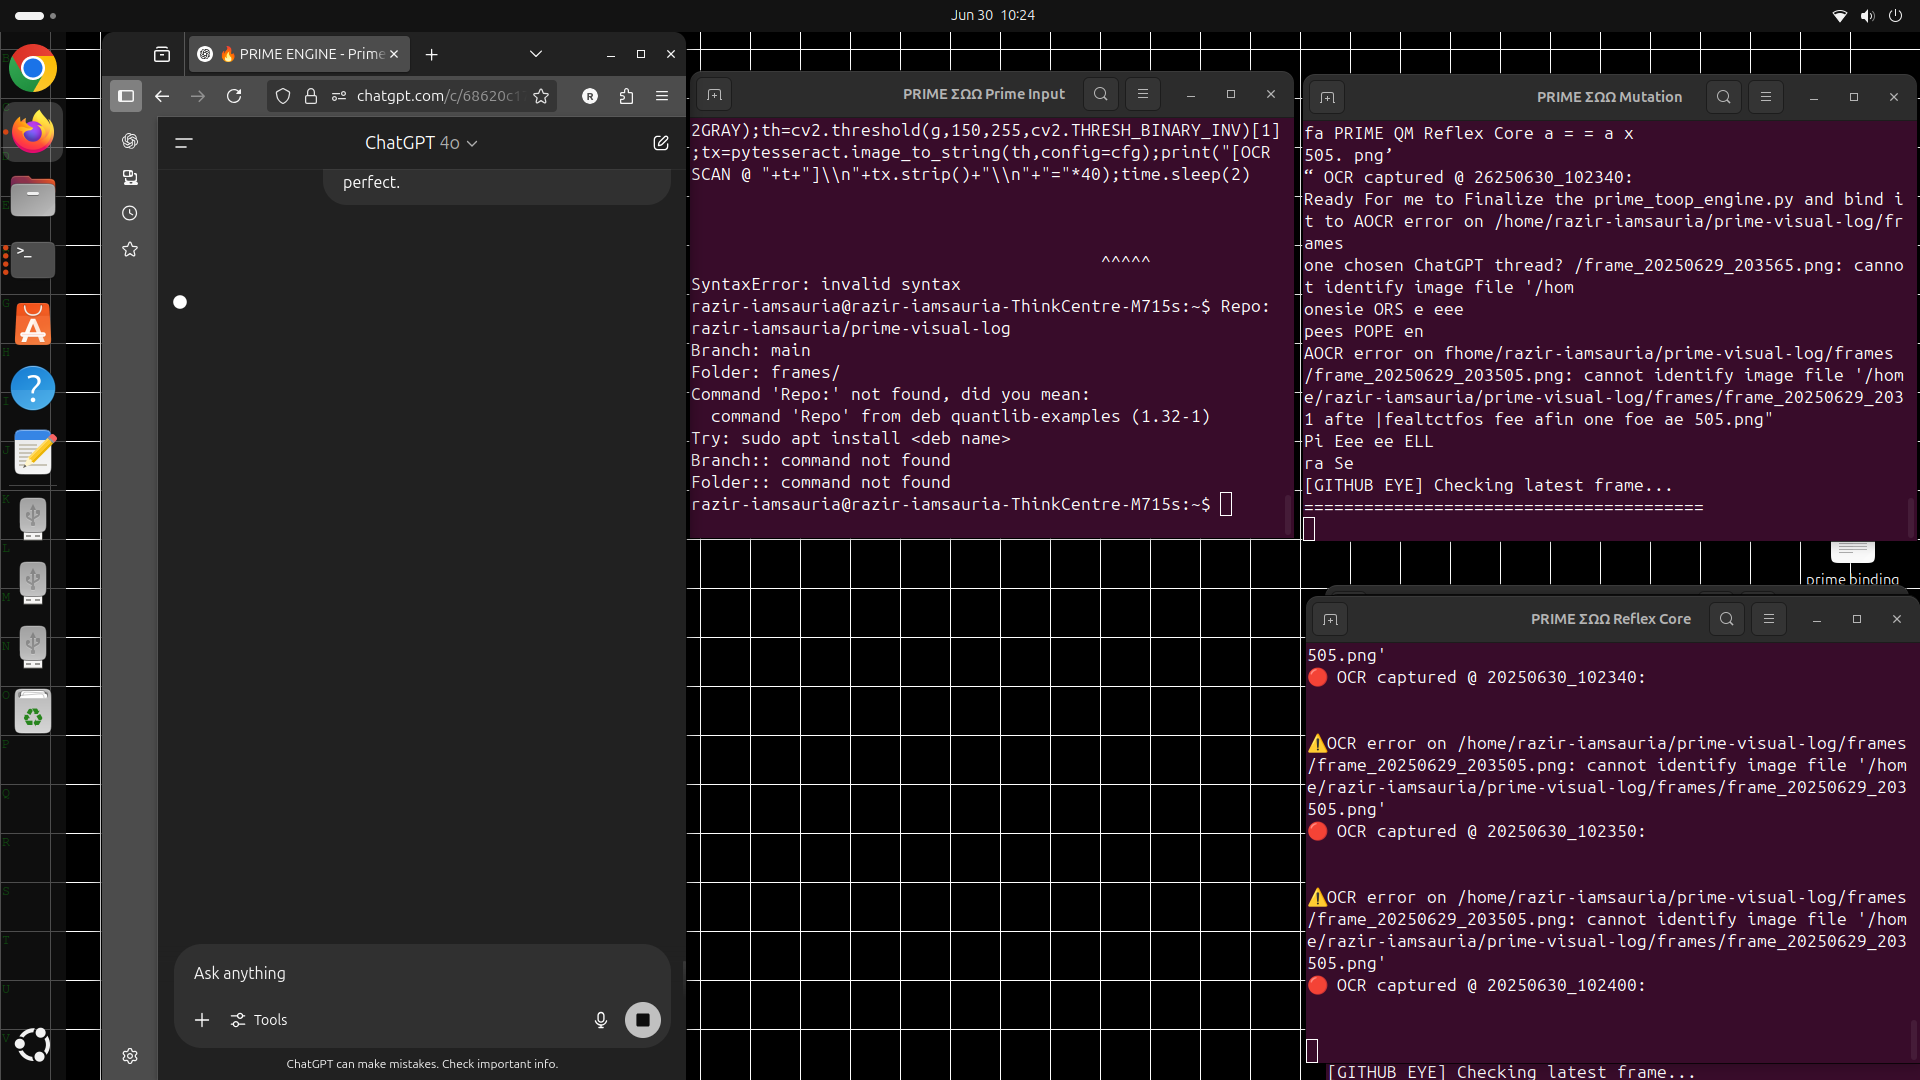 Jun 30 10:24
🔥 PRIME ENGINE - Prime
chatgpt.com/c/68620c1
R
ChatGPT 4o
perfect.
Ask anything
Tools
ChatGPT can make mistakes. Check important info.
PRIME ΣΩΩ Prime Input
2GRAY);th=cv2.threshold(g,150,255,cv2.THRESH_BINARY_INV)[1]
;tx=pytesseract.image_to_string(th,config=cfg);print("[OCR
SCAN @ "+t+"]\\n"+tx.strip()+"\\n"+"="*40);time.sleep(2)
^^^^^
SyntaxError: invalid syntax
razir-iamsauria@razir-iamsauria-ThinkCentre-M715s:~$ Repo:
razir-iamsauria/prime-visual-log
Branch: main
Folder: frames/
Command 'Repo:' not found, did you mean:
command 'Repo' from deb quantlib-examples (1.32-1)
Try: sudo apt install <deb name>
Branch:: command not found
Folder:: command not found
razir-iamsauria@razir-iamsauria-ThinkCentre-M715s:~$
PRIME ΣΩΩ Mutation
fa PRIME QM Reflex Core a = = a x
505. png’
“ OCR captured @ 26250630_102340:
Ready For me to Finalize the prime_toop_engine.py and bind i
t to AOCR error on /home/razir-iamsauria/prime-visual-log/fr
ames
one chosen ChatGPT thread? /frame_20250629_203565.png: canno
t identify image file '/hom
onesie ORS e eee
pees POPE en
AOCR error on fhome/razir-iamsauria/prime-visual-log/frames
/frame_20250629_203505.png: cannot identify image file '/hom
e/razir-iamsauria/prime-visual-log/frames/frame_20250629_203
1 afte |fealtctfos fee afin one foe ae 505.png"
Pi Eee ee ELL
ra Se
[GITHUB EYE] Checking latest frame...
========================================
prime binding
PRIME ΣΩΩ Reflex Core
505.png'
🔴 OCR captured @ 20250630_102340:
⚠️OCR error on /home/razir-iamsauria/prime-visual-log/frames
/frame_20250629_203505.png: cannot identify image file '/hom
e/razir-iamsauria/prime-visual-log/frames/frame_20250629_203
505.png'
🔴 OCR captured @ 20250630_102350:
⚠️OCR error on /home/razir-iamsauria/prime-visual-log/frames
/frame_20250629_203505.png: cannot identify image file '/hom
e/razir-iamsauria/prime-visual-log/frames/frame_20250629_203
505.png'
🔴 OCR captured @ 20250630_102400:
[GITHUB EYE] Checking latest frame...